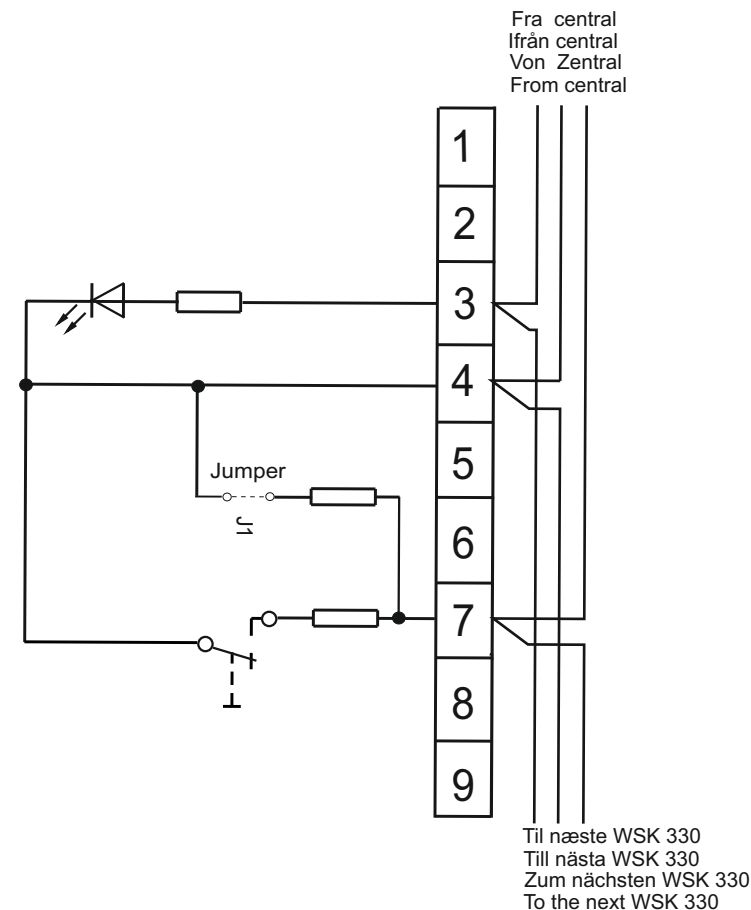 Fra central
Ifrån central
Von Zentral
From central
1
2
3
4
5
Jumper
J1
6
7
8
9
Til næste WSK 330
Till nästa WSK 330
Zum nächsten WSK 330
To the next WSK 330